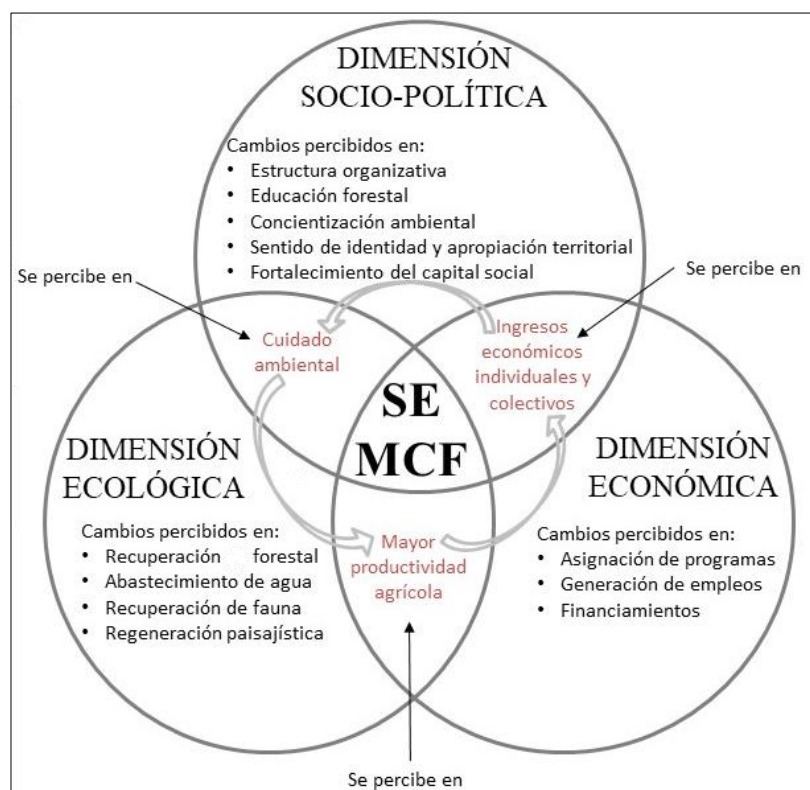 DIMENSIÓN
SOCIO-POLÍTICA
Cambios percibidos en:
• Estructura organizativa
• Educación forestal
• Concientización ambiental
• Sentido de identidad y apropiación territorial
• Fortalecimiento del capital social
Se percibe en
Se percibe en
Cuidado
ambiental
Ingresos
económicos
individuales y
colectivos
SE
MCF
DIMENSIÓN
ECOLÓGICA
Cambios percibidos en:
• Recuperación forestal
• Abastecimiento de agua
• Recuperación de fauna
• Regeneración paisajística
Mayor
productividad
agrícola
DIMENSIÓN
ECONÓMICA
Cambios percibidos en:
• Asignación de programas
• Generación de empleos
• Financiamientos
Se percibe en